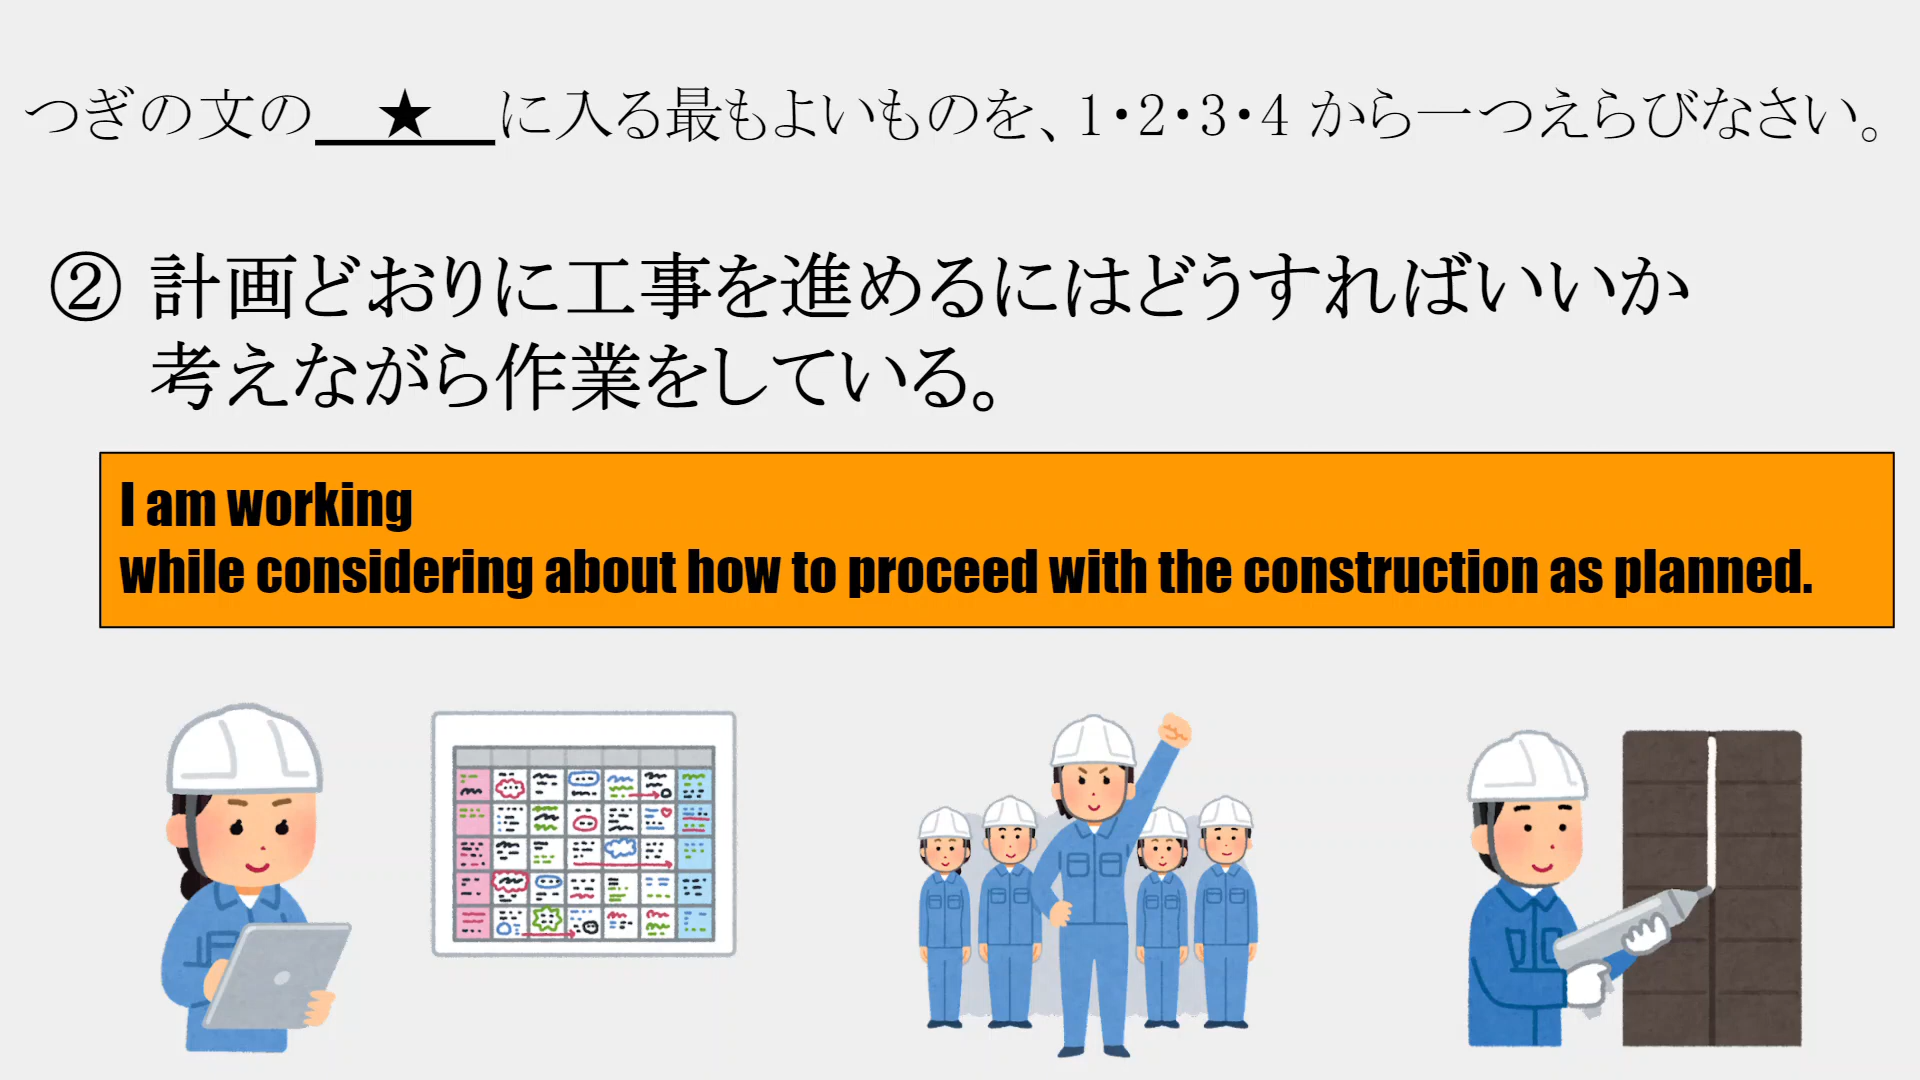 つぎの文の ★ に入る最もよいものを、1・2・3・4 から一つえらびなさい。
② 計画どおりに工事を進めるにはどうすればいいか
考えながら作業をしている。
I am working
while considering about how to proceed with the construction as planned.